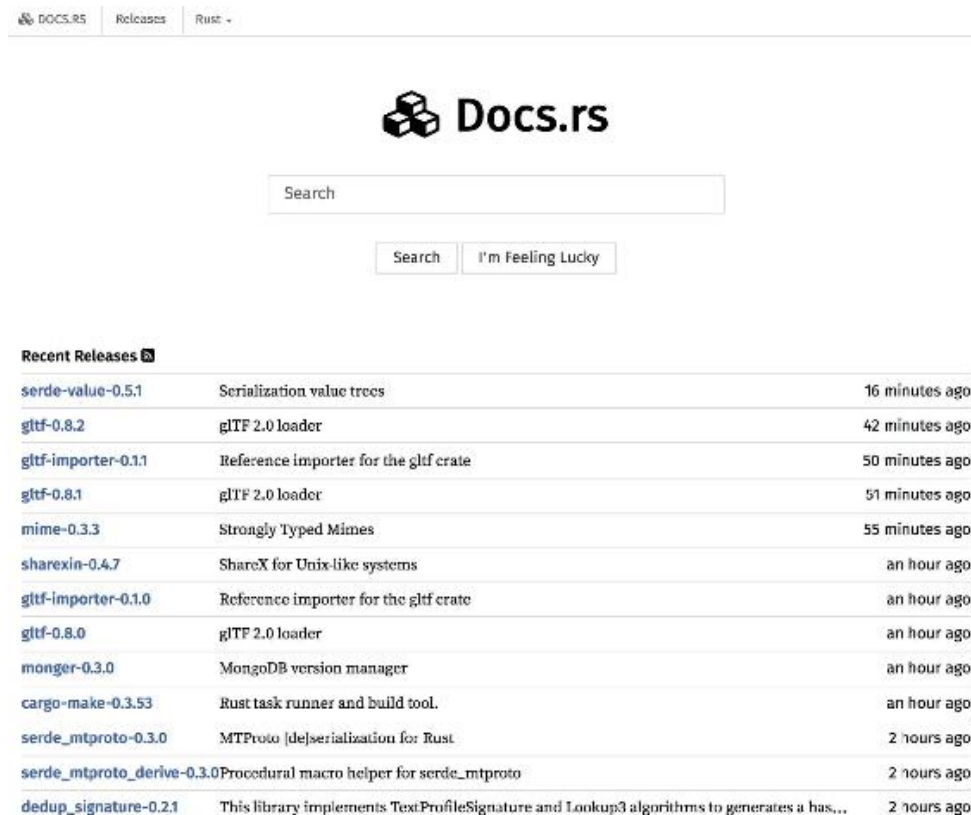 DOCS.RS Releases Rust
Docs.rs
Search
Search I'm Feeling Lucky
Recent Releases
serde-value-0.5.1 Serialization value trees 16 minutes ago
gltf-0.8.2 glTF 2.0 loader 42 minutes ago
gltf-importer-0.1.1 Reference importer for the gltf crate 50 minutes ago
gltf-0.8.1 glTF 2.0 loader 51 minutes ago
mime-0.3.3 Strongly Typed Mimes 55 minutes ago
sharexin-0.4.7 ShareX for Unix-like systems an hour ago
gltf-importer-0.1.0 Reference importer for the gltf crate an hour ago
gltf-0.8.0 glTF 2.0 loader an hour ago
monger-0.3.0 MongoDB version manager an hour ago
cargo-make-0.3.53 Rust task runner and build tool. an hour ago
serde_mtproto-0.3.0 MTProto [de]serialization for Rust 2 hours ago
serde_mtproto_derive-0.3.0 Procedural macro helper for serde_mtproto 2 hours ago
dedup_signature-0.2.1 This library implements TextProfileSignature and Lookup3 algorithms to generates a has... 2 hours ago